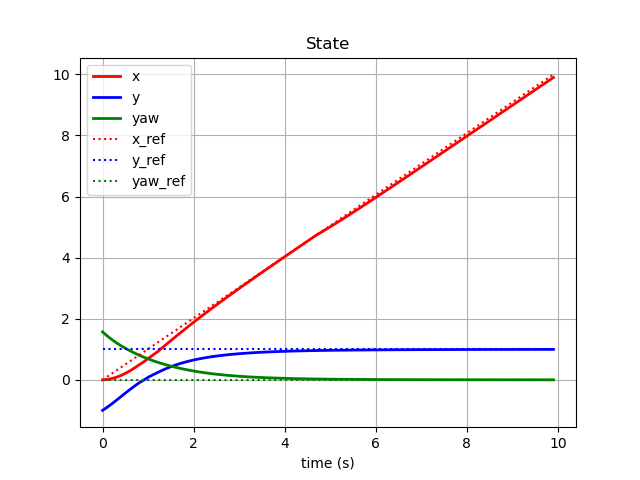 State
10
8
6
4
2
0
x
y
yaw
x_ref
y_ref
yaw_ref
0 2 4 6 8 10
time (s)